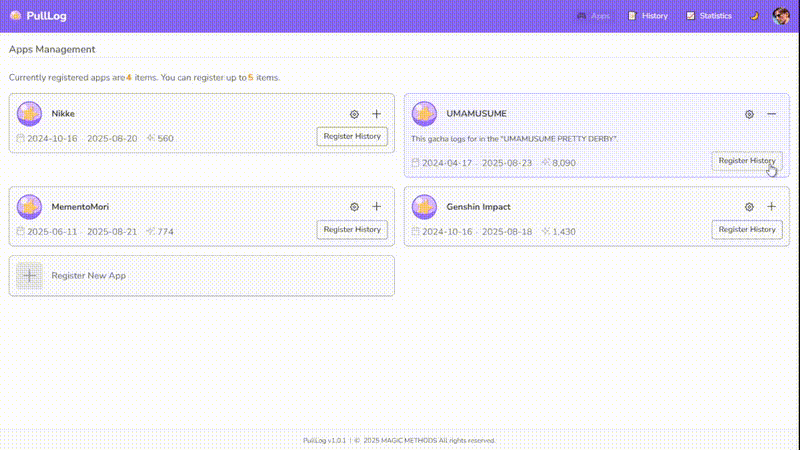 PullLog
Apps
History
Statistics
Apps Management
Currently registered apps are 4 items. You can register up to 5 items.
Nikke
2024-10-16 - 2025-08-20 560
Register History
UMAMUSUME
This gacha logs for in the "UMAMUSUME PRETTY DERBY".
2024-04-17 - 2025-08-23 8,090
Register History
MementoMori
2025-06-11 - 2025-08-21 774
Register History
Genshin Impact
2024-10-16 - 2025-08-18 1,430
Register History
Register New App
PullLog v1.0.1 | © 2025 MAGIC METHODS All rights reserved.